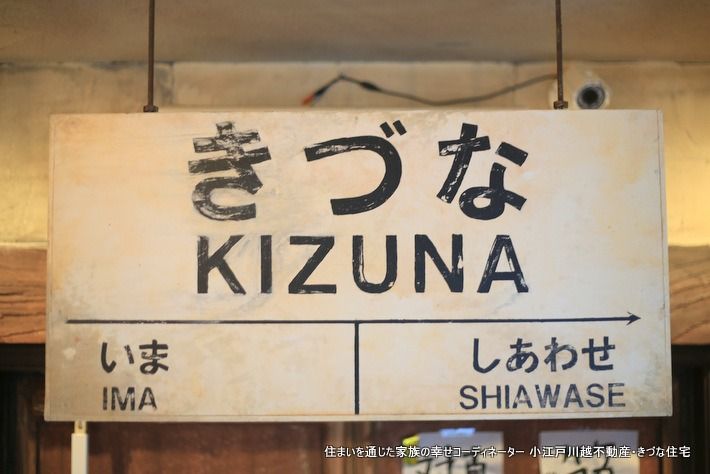 きづな
KIZUNA
いま
IMA
しあわせ
SHIAWASE
住まいを通じた家族の幸せコーディネーター 小江戸川越不動産・きづな住宅